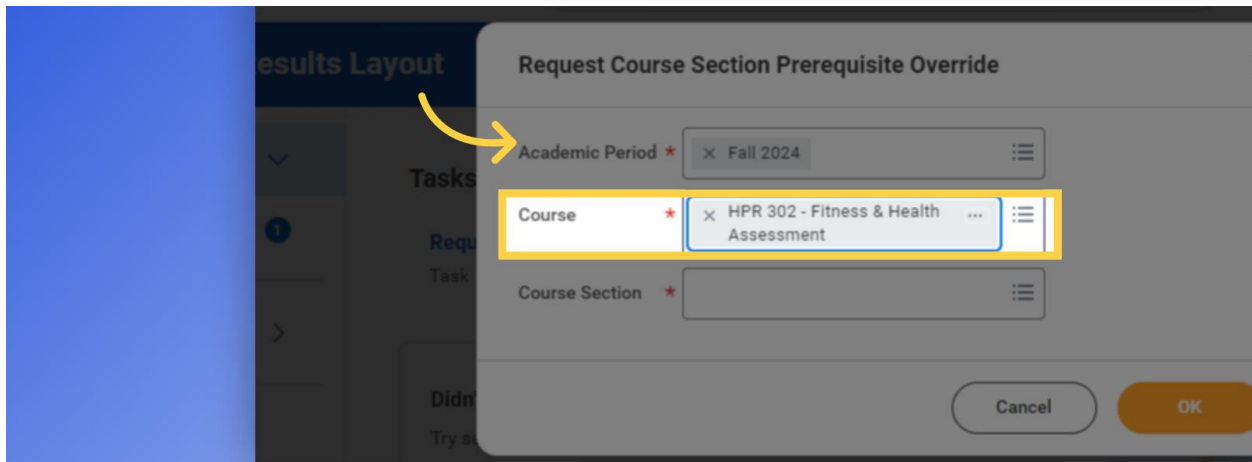 esults Layout
Request Course Section Prerequisite Override
Academic Period * × Fall 2024
Tasks
Course * × HPR 302 - Fitness & Health ...
Assessment
1
Requ
Task
Course Section *
Didn'
Try se
Cancel
OK